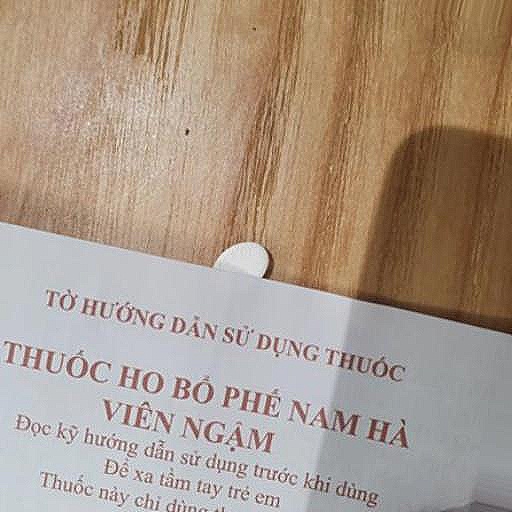 TỜ HƯỚNG DẪN SỬ DỤNG THUỐC
THUỐC HO BỔ PHẾ NAM HÀ
VIÊN NGẬM
Đọc kỹ hướng dẫn sử dụng trước khi dùng
Để xa tầm tay trẻ em
Thuốc này chỉ dùng